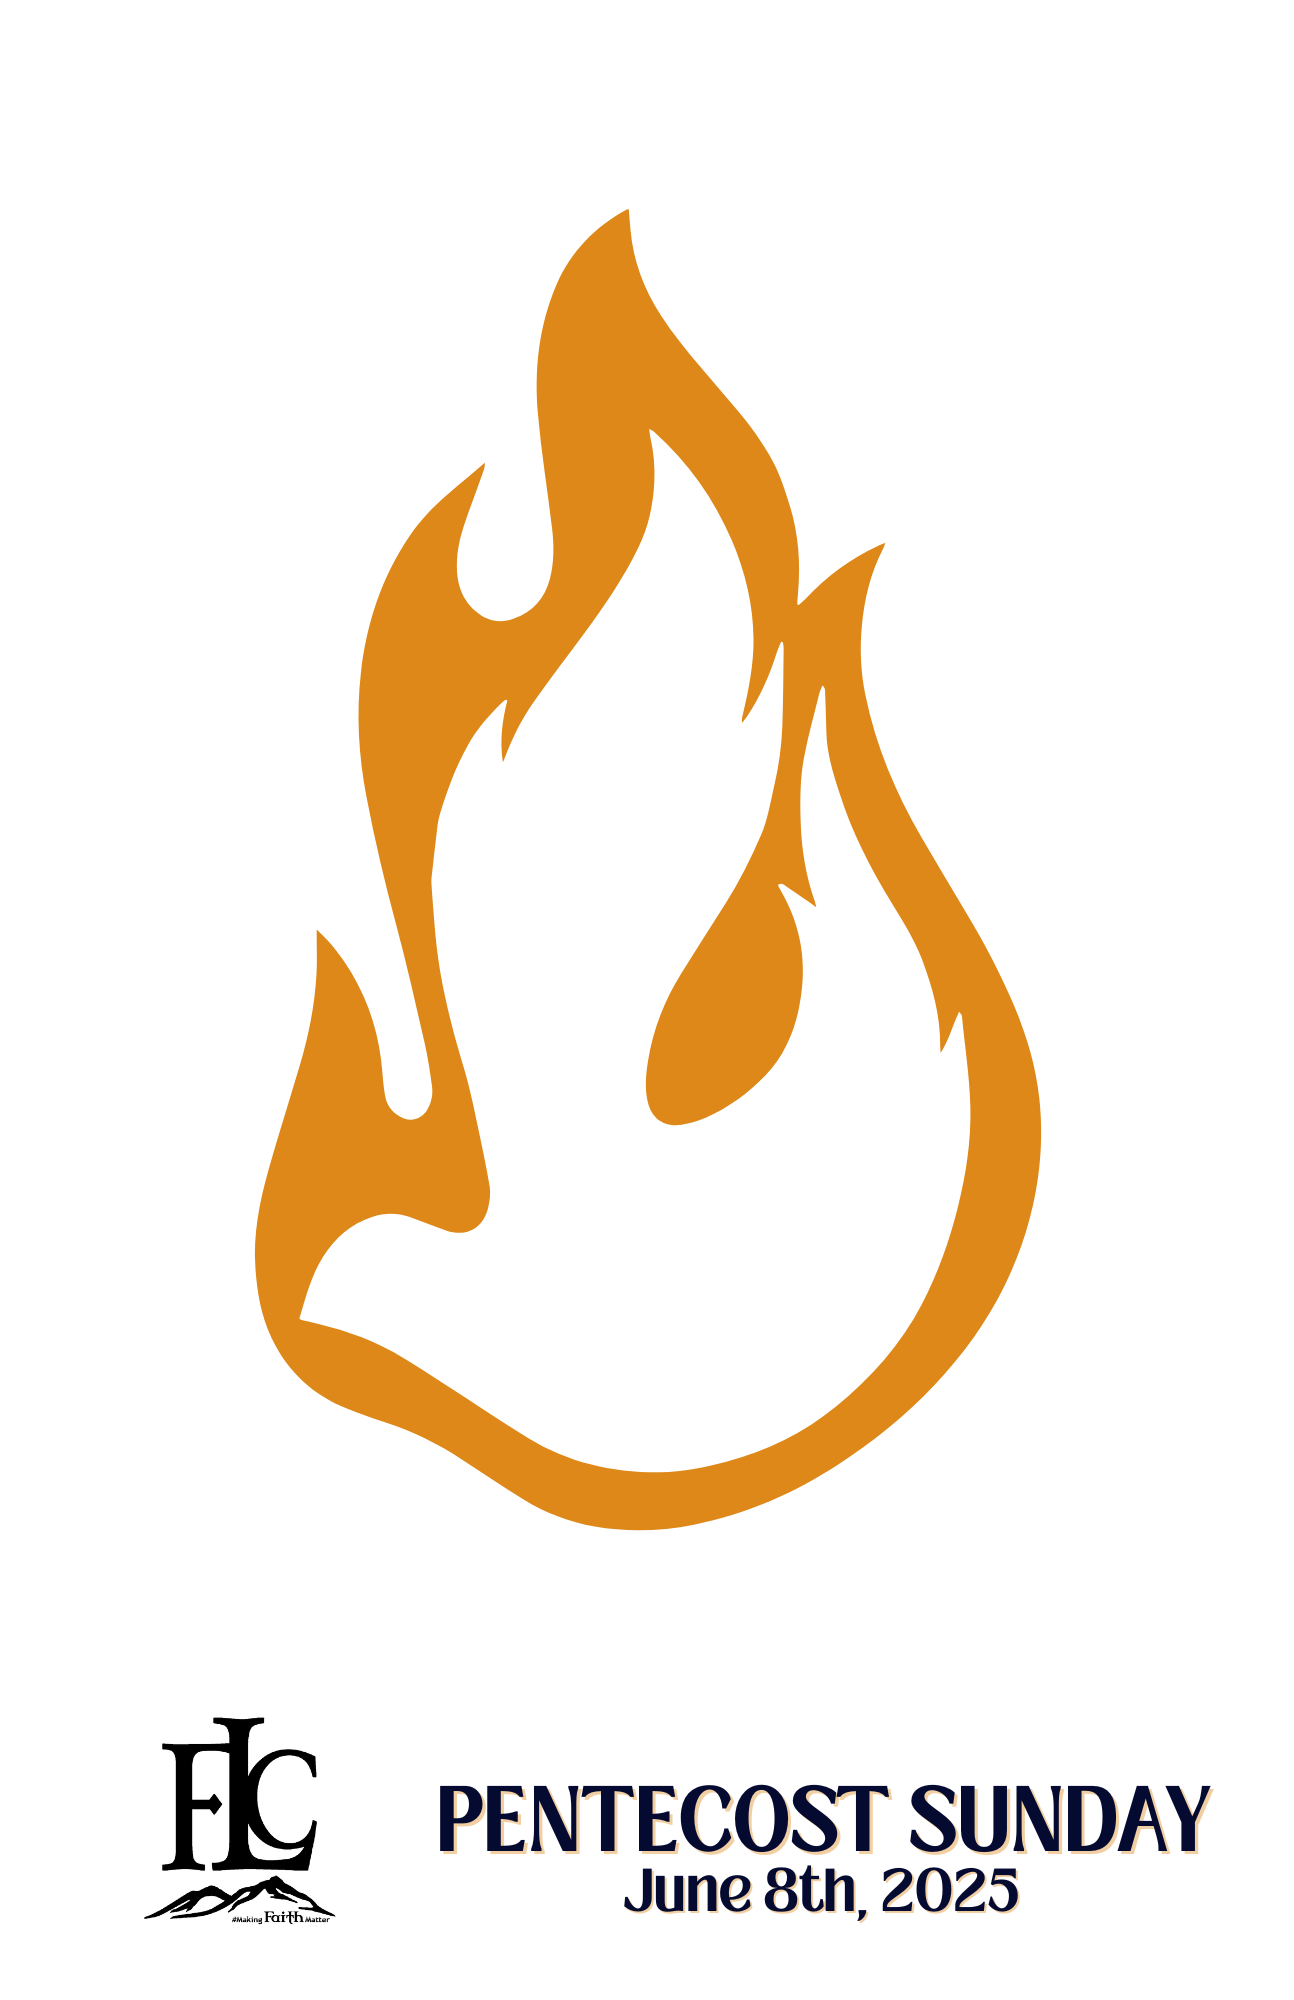 FLC
#Making Faith Matter
PENTECOST SUNDAY
June 8th, 2025